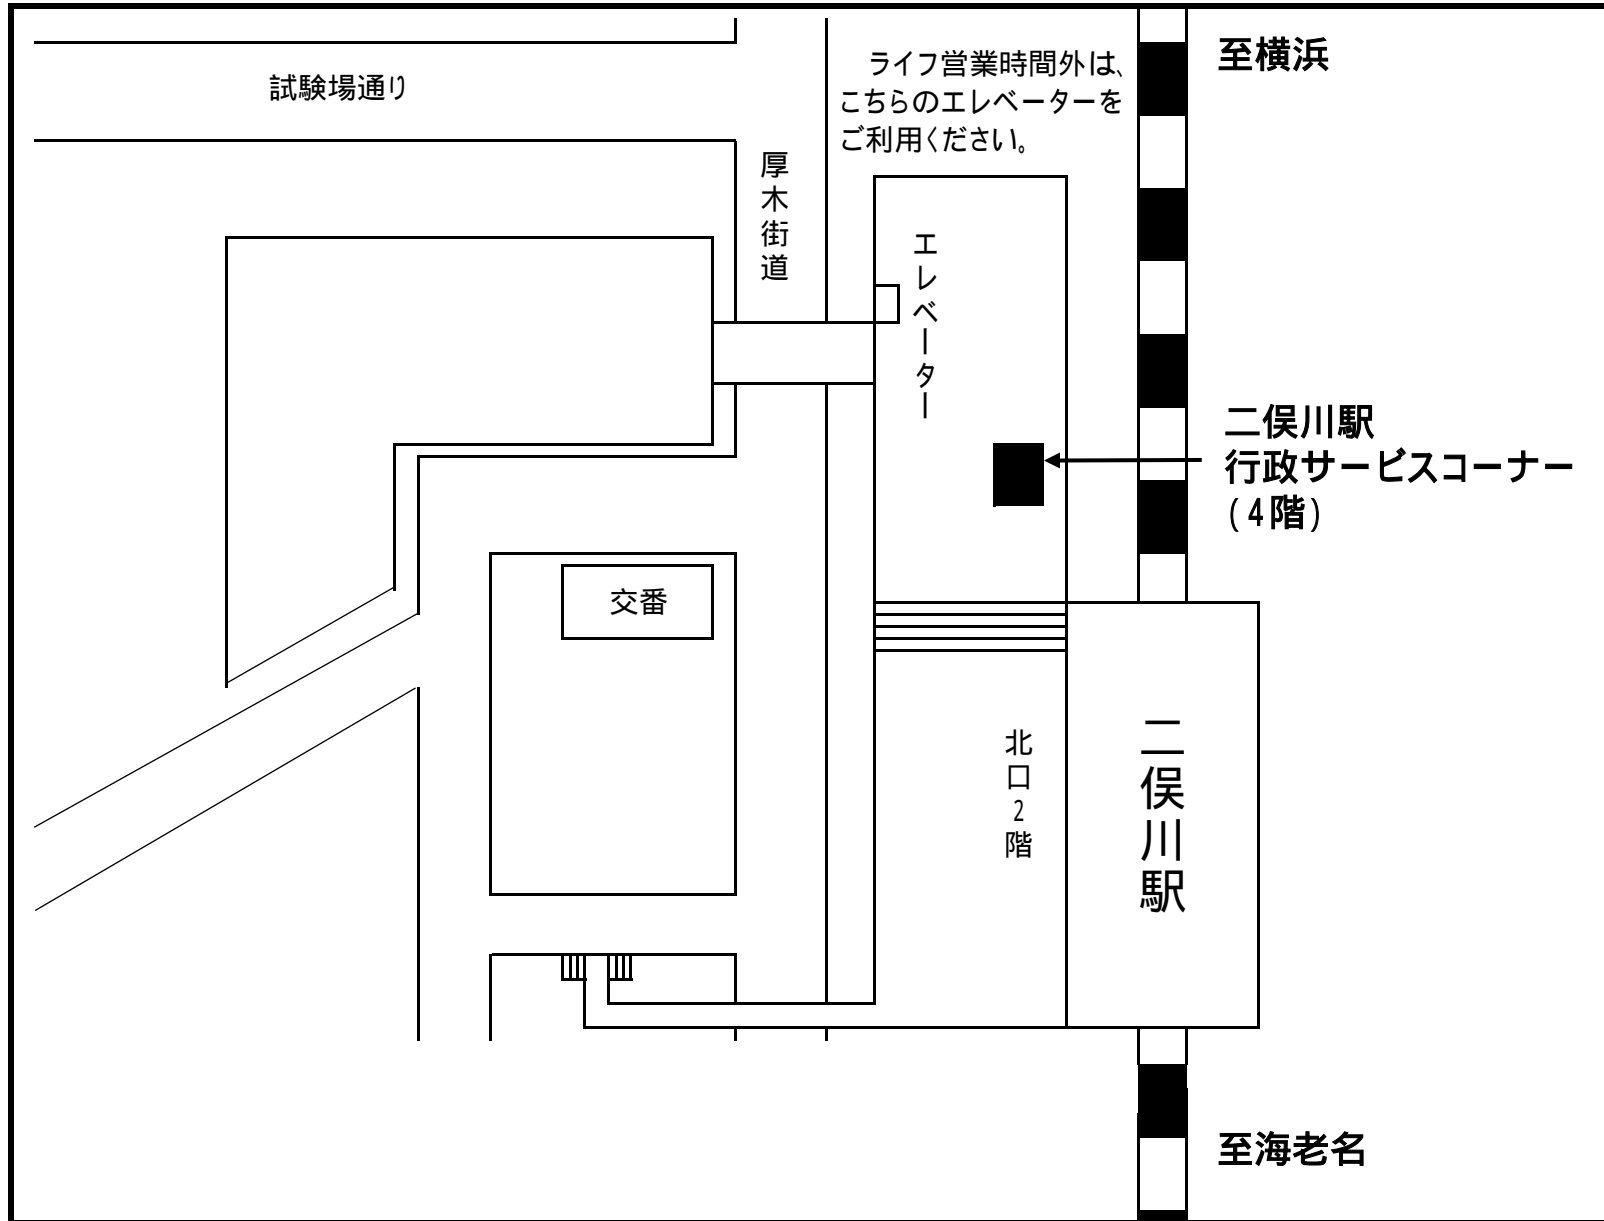 至横浜
ライフ営業時間外は、
こちらのエレベーターを
ご利用ください。
試験場通り
厚木街道
エレベーター
二俣川駅
行政サービスコーナー
(4階)
交番
北口2階
二俣川駅
至海老名